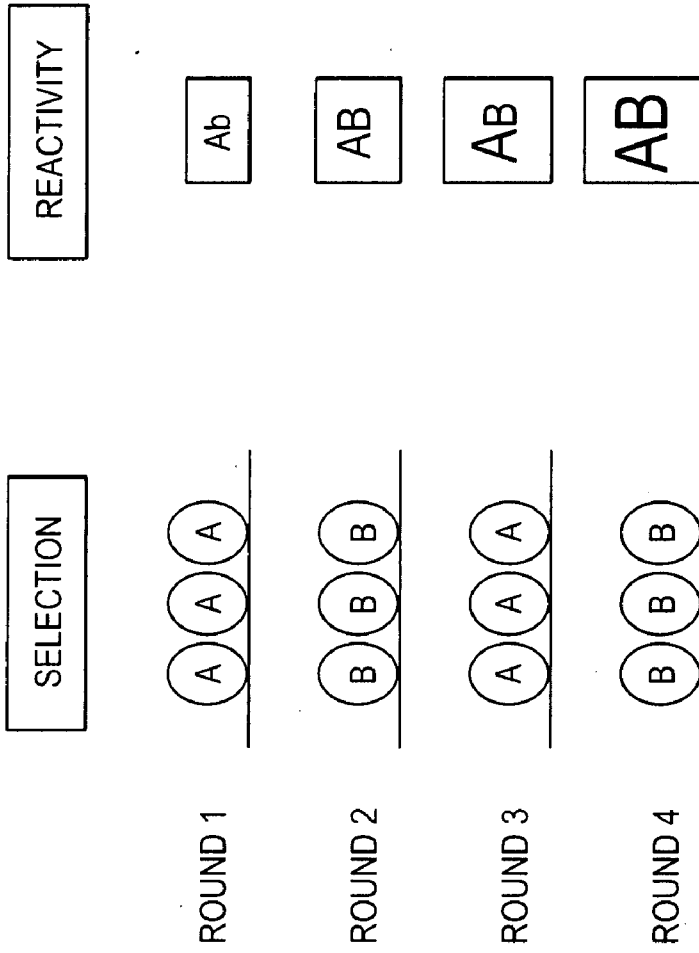 SELECTION REACTIVITY
ROUND 1 A A A Ab
ROUND 2 B B B AB
ROUND 3 A A A AB
ROUND 4 B B B AB